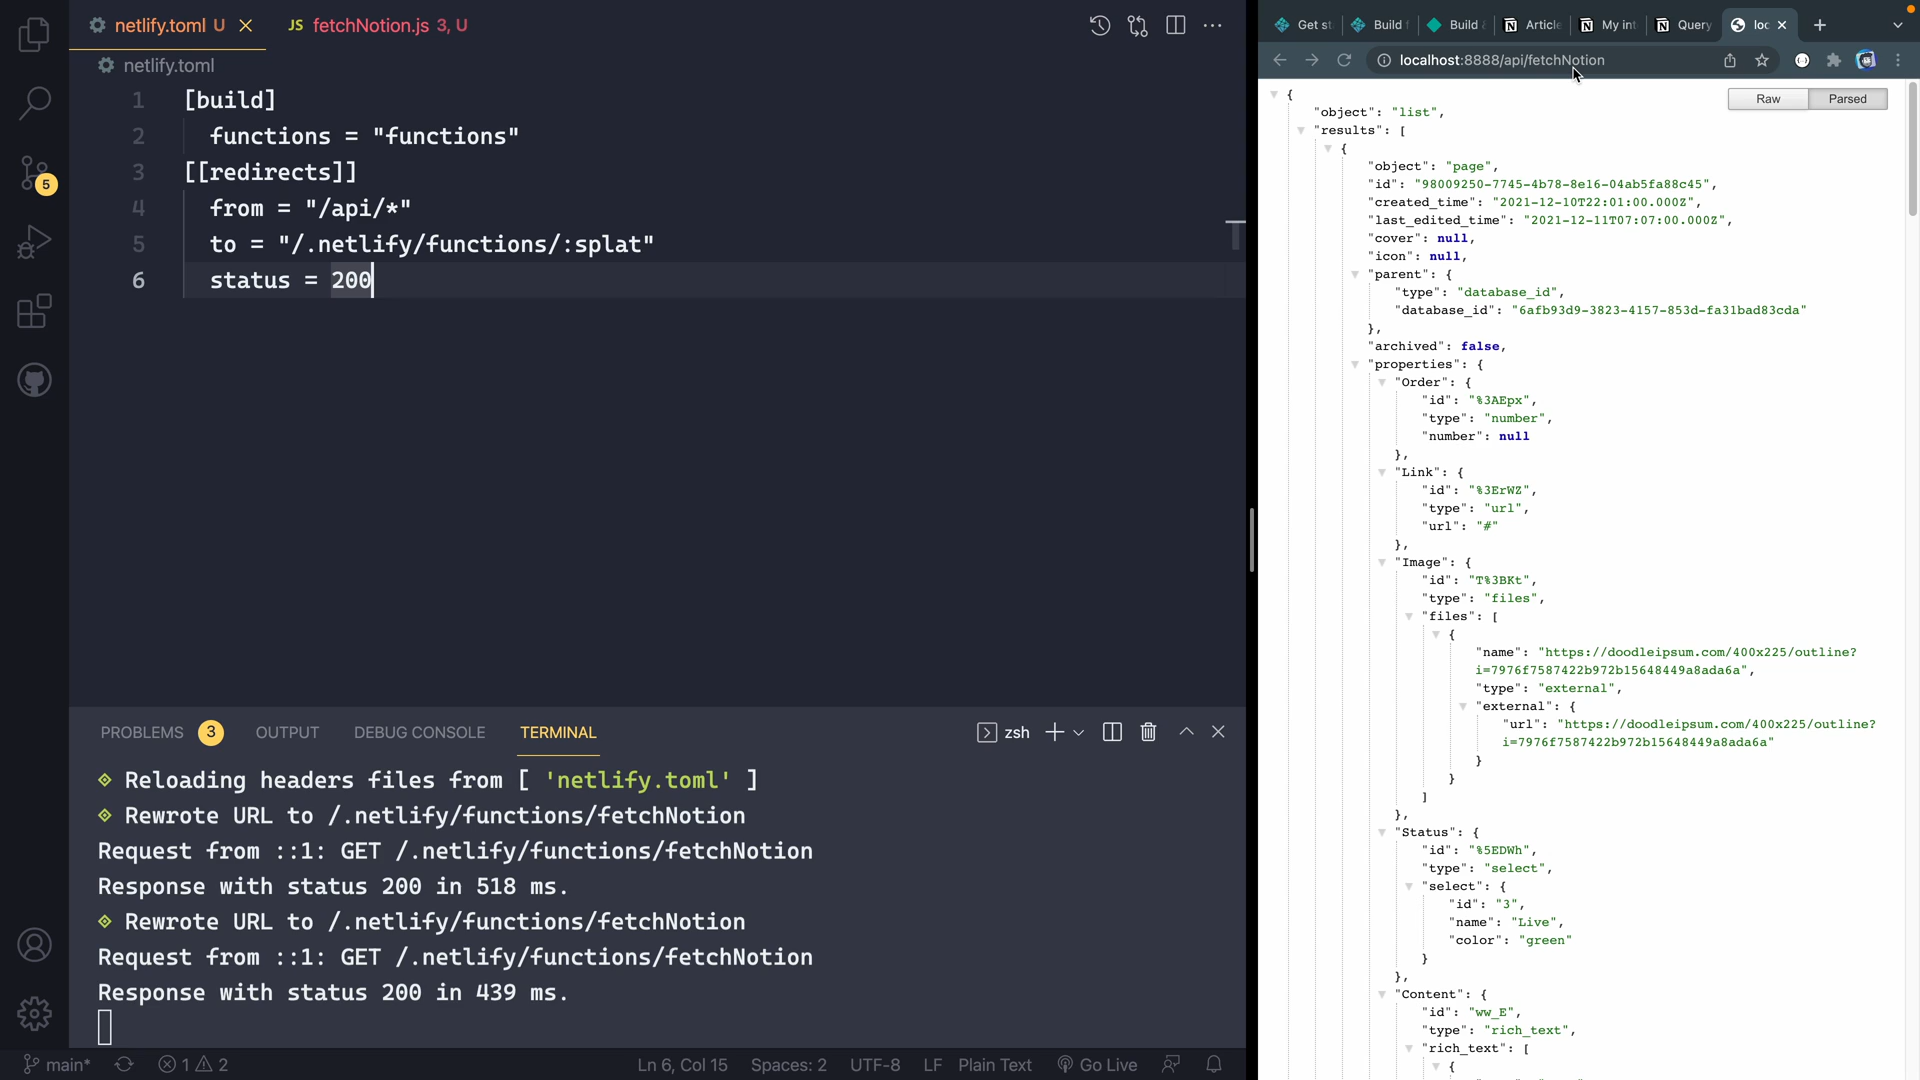 netlify.toml U
JS fetchNotion.js 3, U
netlify.toml
1 [build]
2 functions = "functions"
3 [[redirects]]
4 from = "/api/*"
5 to = "/.netlify/functions/:splat"
6 status = 200
5
PROBLEMS 3 OUTPUT DEBUG CONSOLE TERMINAL
zsh
Reloading headers files from [ 'netlify.toml' ]
Rewrote URL to /.netlify/functions/fetchNotion
Request from ::1: GET /.netlify/functions/fetchNotion
Response with status 200 in 518 ms.
Rewrote URL to /.netlify/functions/fetchNotion
Request from ::1: GET /.netlify/functions/fetchNotion
Response with status 200 in 439 ms.
main* 1 2 Ln 6, Col 15 Spaces: 2 UTF-8 LF Plain Text Go Live
Get st Build Build Article My int Query loc
localhost:8888/api/fetchNotion
Raw Parsed
{
"object": "list",
"results": [
{
"object": "page",
"id": "98009250-7745-4b78-8e16-04ab5fa88c45",
"created_time": "2021-12-10T22:01:00.000Z",
"last_edited_time": "2021-12-11T07:07:00.000Z",
"cover": null,
"icon": null,
"parent": {
"type": "database_id",
"database_id": "6afb93d9-3823-4157-853d-fa31bad83cda"
},
"archived": false,
"properties": {
"Order": {
"id": "%3AEpx",
"type": "number",
"number": null
},
"Link": {
"id": "%3ErWZ",
"type": "url",
"url": "#"
},
"Image": {
"id": "T%3BKt",
"type": "files",
"files": [
{
"name": "https://doodleipsum.com/400x225/outline?
i=7976f7587422b972b15648449a8ada6a",
"type": "external",
"external": {
"url": "https://doodleipsum.com/400x225/outline?
i=7976f7587422b972b15648449a8ada6a"
}
}
]
},
"Status": {
"id": "%5EDWh",
"type": "select",
"select": {
"id": "3",
"name": "Live",
"color": "green"
}
},
"Content": {
"id": "ww_E",
"type": "rich_text",
"rich_text": [
{